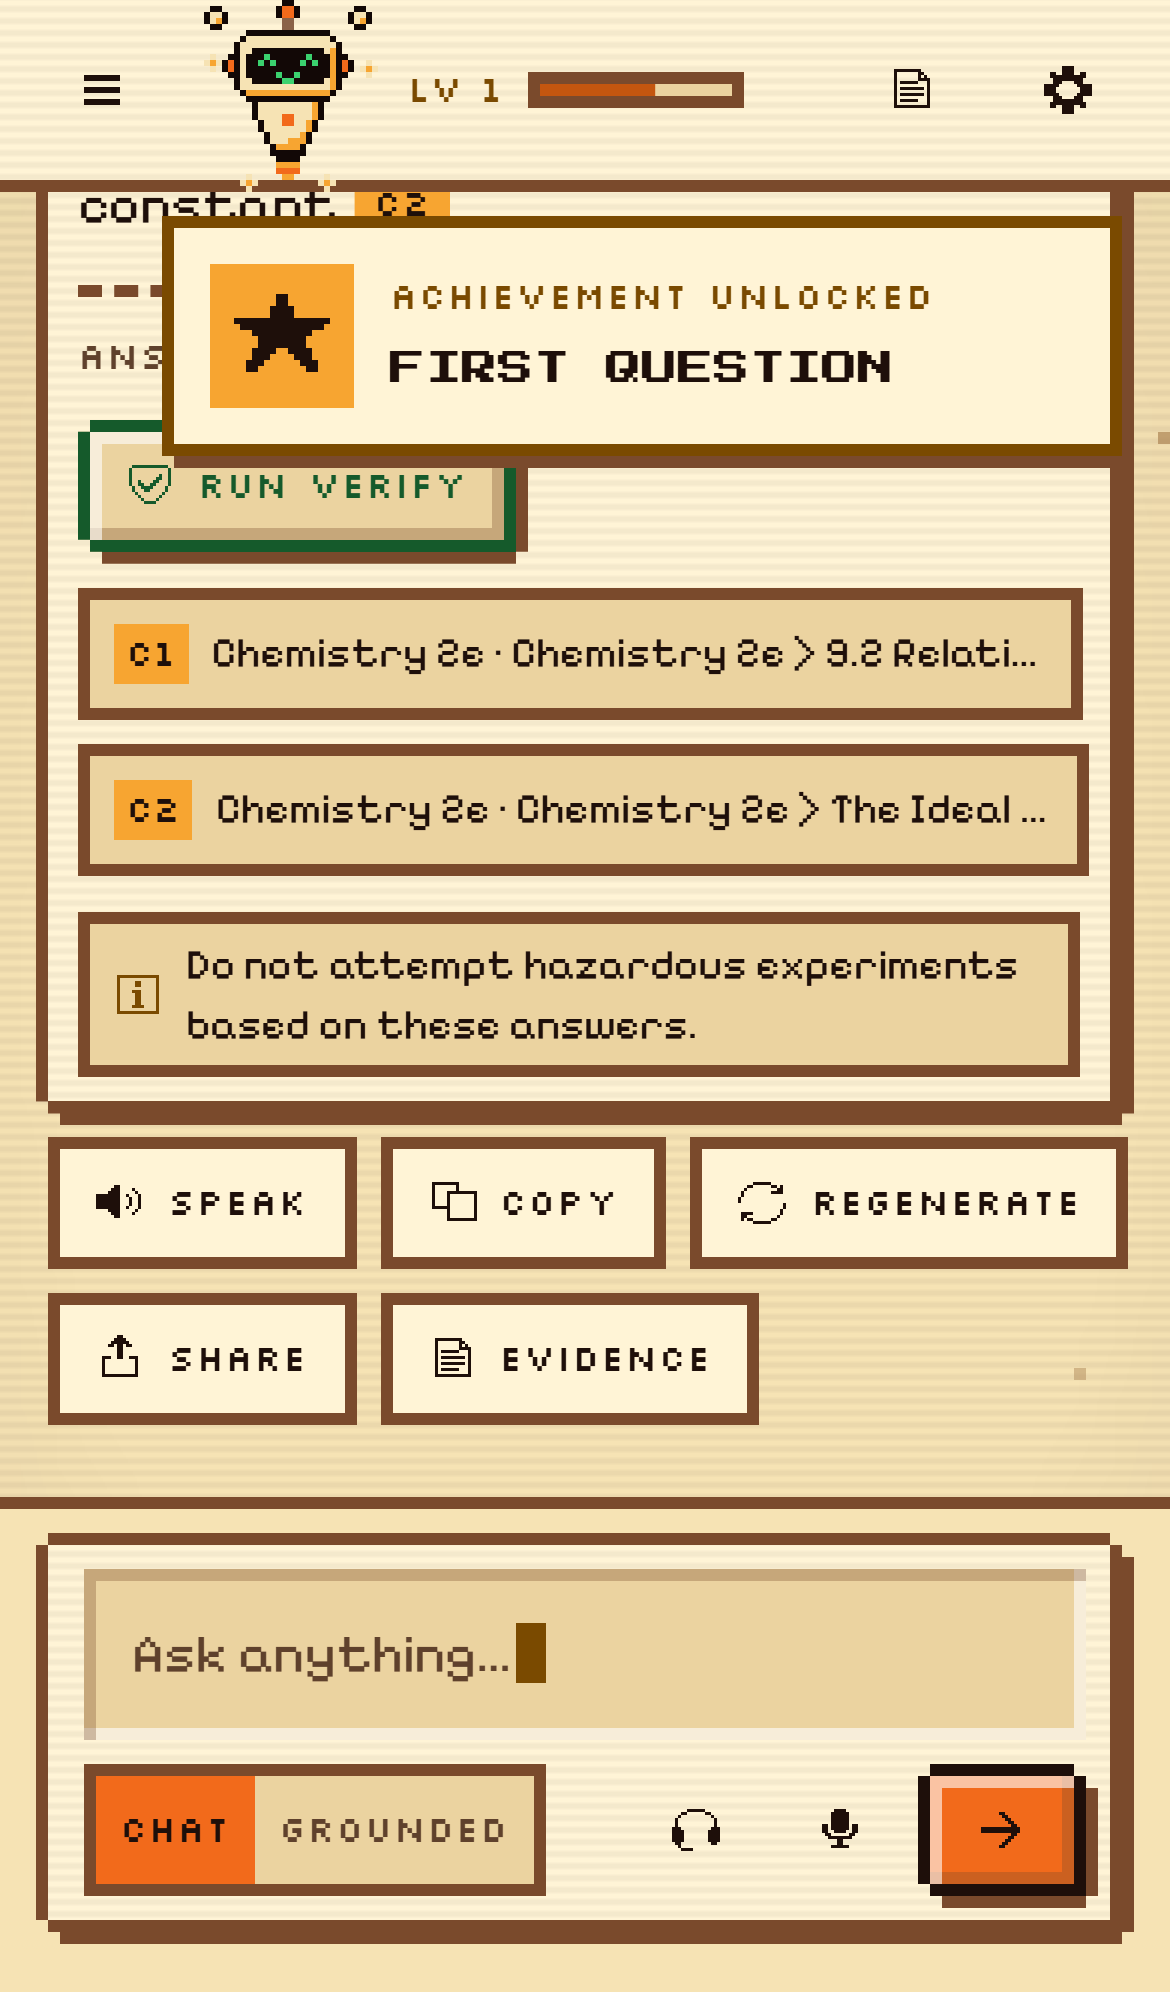 LV 1
constant C2
ACHIEVEMENT UNLOCKED
FIRST QUESTION
ANS
RUN VERIFY
C1 Chemistry 2e · Chemistry 2e > 9.2 Relati...
C2 Chemistry 2e · Chemistry 2e > The Ideal ...
Do not attempt hazardous experiments
based on these answers.
SPEAK COPY REGENERATE
SHARE EVIDENCE
Ask anything...
CHAT GROUNDED